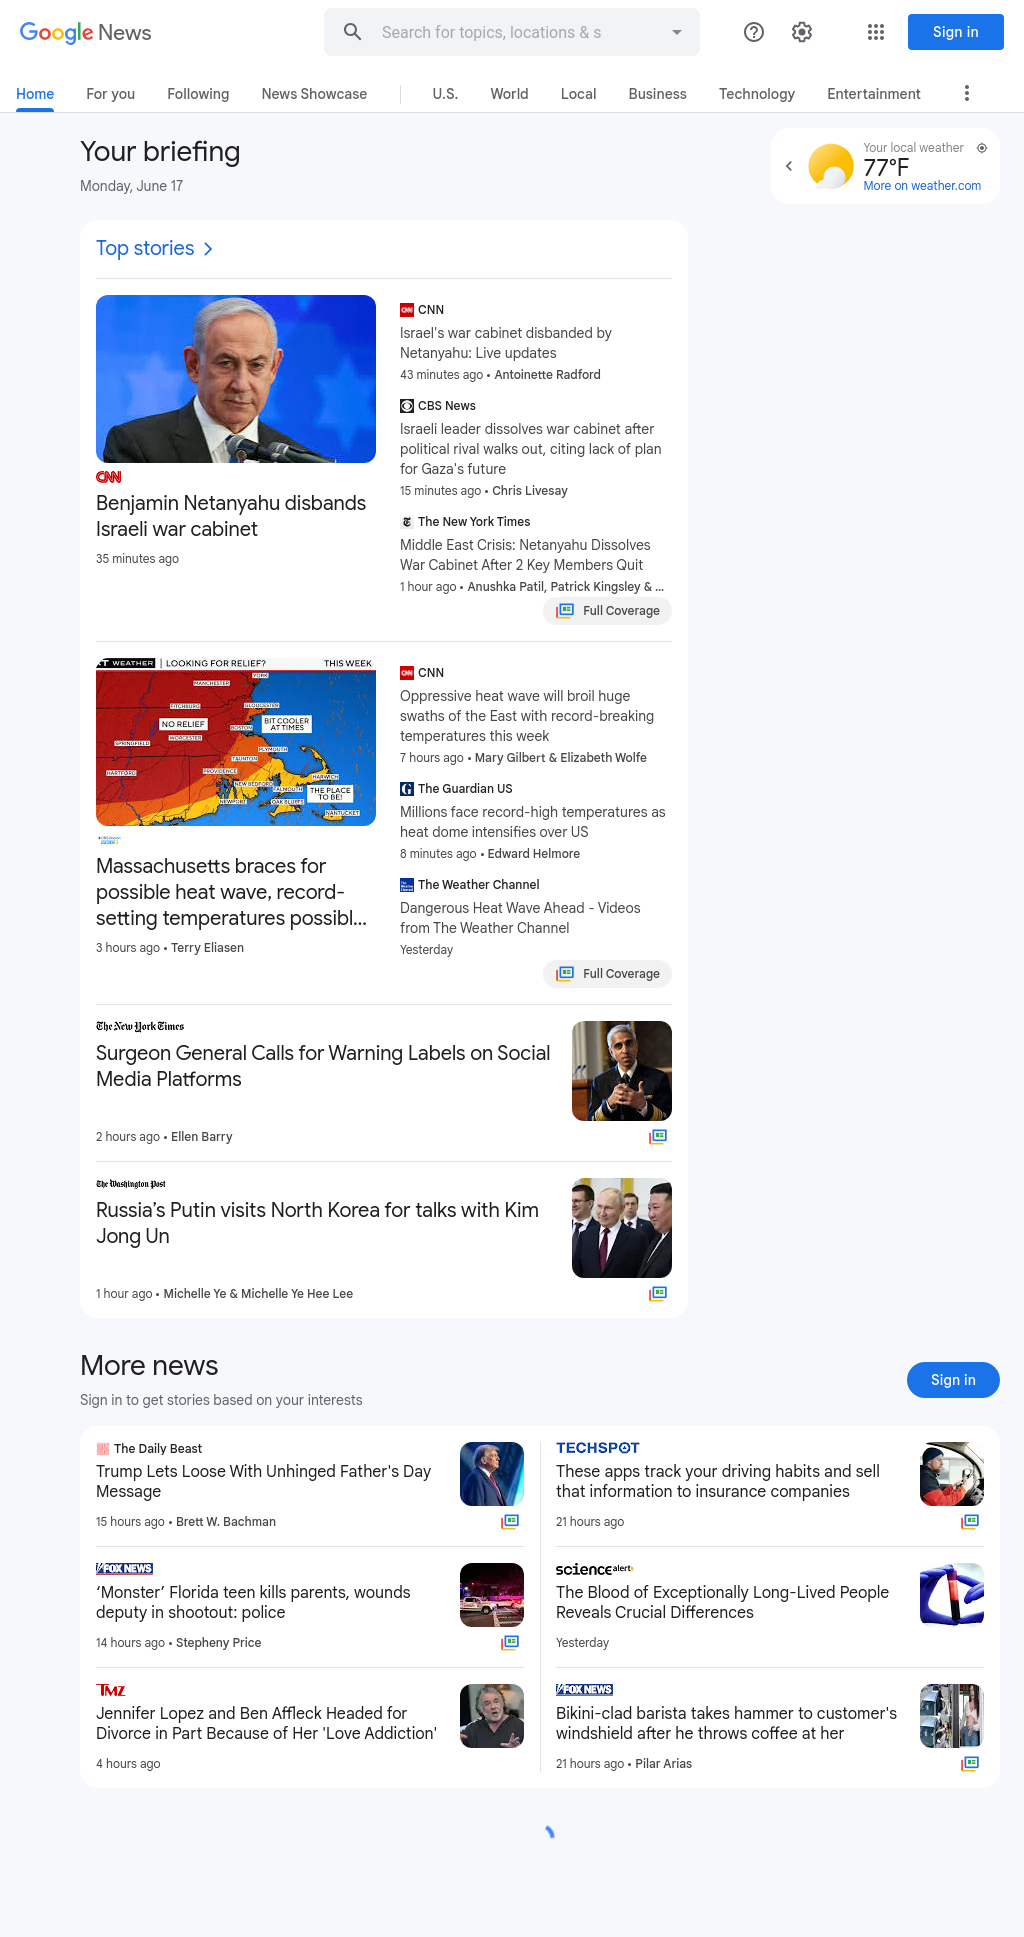 Google News
Search for topics, locations & s
Sign in
Home
For you
Following
News Showcase
U.S.
World
Local
Business
Technology
Entertainment
Your briefing
Monday, June 17
Your local weather
77°F
More on weather.com
Top stories
CNN
Benjamin Netanyahu disbands
Israeli war cabinet
35 minutes ago
CNN
Israel's war cabinet disbanded by
Netanyahu: Live updates
43 minutes ago • Antoinette Radford
CBS News
Israeli leader dissolves war cabinet after
political rival walks out, citing lack of plan
for Gaza's future
15 minutes ago • Chris Livesay
The New York Times
Middle East Crisis: Netanyahu Dissolves
War Cabinet After 2 Key Members Quit
1 hour ago • Anushka Patil, Patrick Kingsley & ...
Full Coverage
WEATHER | LOOKING FOR RELIEF?
THIS WEEK
YORK
MANCHESTER
FITCHBURG
GLOUCESTER
NO RELIEF
BIT COOLER
AT TIMES
BOSTON
WORCESTER
SPRINGFIELD
PLYMOUTH
TAUNTON
HARTFORD
PROVIDENCE
HARWICH
NEW BEDFORD
FALMOUTH
THE PLACE
TO BE!
NEWPORT
OAK BLUFFS
NANTUCKET
Massachusetts braces for
possible heat wave, record-
setting temperatures possibl...
3 hours ago • Terry Eliasen
CNN
Oppressive heat wave will broil huge
swaths of the East with record-breaking
temperatures this week
7 hours ago • Mary Gilbert & Elizabeth Wolfe
The Guardian US
Millions face record-high temperatures as
heat dome intensifies over US
8 minutes ago • Edward Helmore
The Weather Channel
Dangerous Heat Wave Ahead - Videos
from The Weather Channel
Yesterday
Full Coverage
The New York Times
Surgeon General Calls for Warning Labels on Social
Media Platforms
2 hours ago • Ellen Barry
The Washington Post
Russia’s Putin visits North Korea for talks with Kim
Jong Un
1 hour ago • Michelle Ye & Michelle Ye Hee Lee
More news
Sign in to get stories based on your interests
Sign in
The Daily Beast
Trump Lets Loose With Unhinged Father's Day
Message
15 hours ago • Brett W. Bachman
FOX NEWS
‘Monster’ Florida teen kills parents, wounds
deputy in shootout: police
14 hours ago • Stepheny Price
TMZ
Jennifer Lopez and Ben Affleck Headed for
Divorce in Part Because of Her 'Love Addiction'
4 hours ago
TECHSPOT
These apps track your driving habits and sell
that information to insurance companies
21 hours ago
sciencealert
The Blood of Exceptionally Long-Lived People
Reveals Crucial Differences
Yesterday
FOX NEWS
Bikini-clad barista takes hammer to customer's
windshield after he throws coffee at her
21 hours ago • Pilar Arias